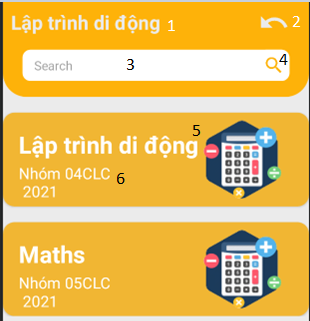 Lập trình di động 1
2
Search 3
4
5
Lập trình di động
Nhóm 04CLC
6
2021
Maths
Nhóm 05CLC
2021